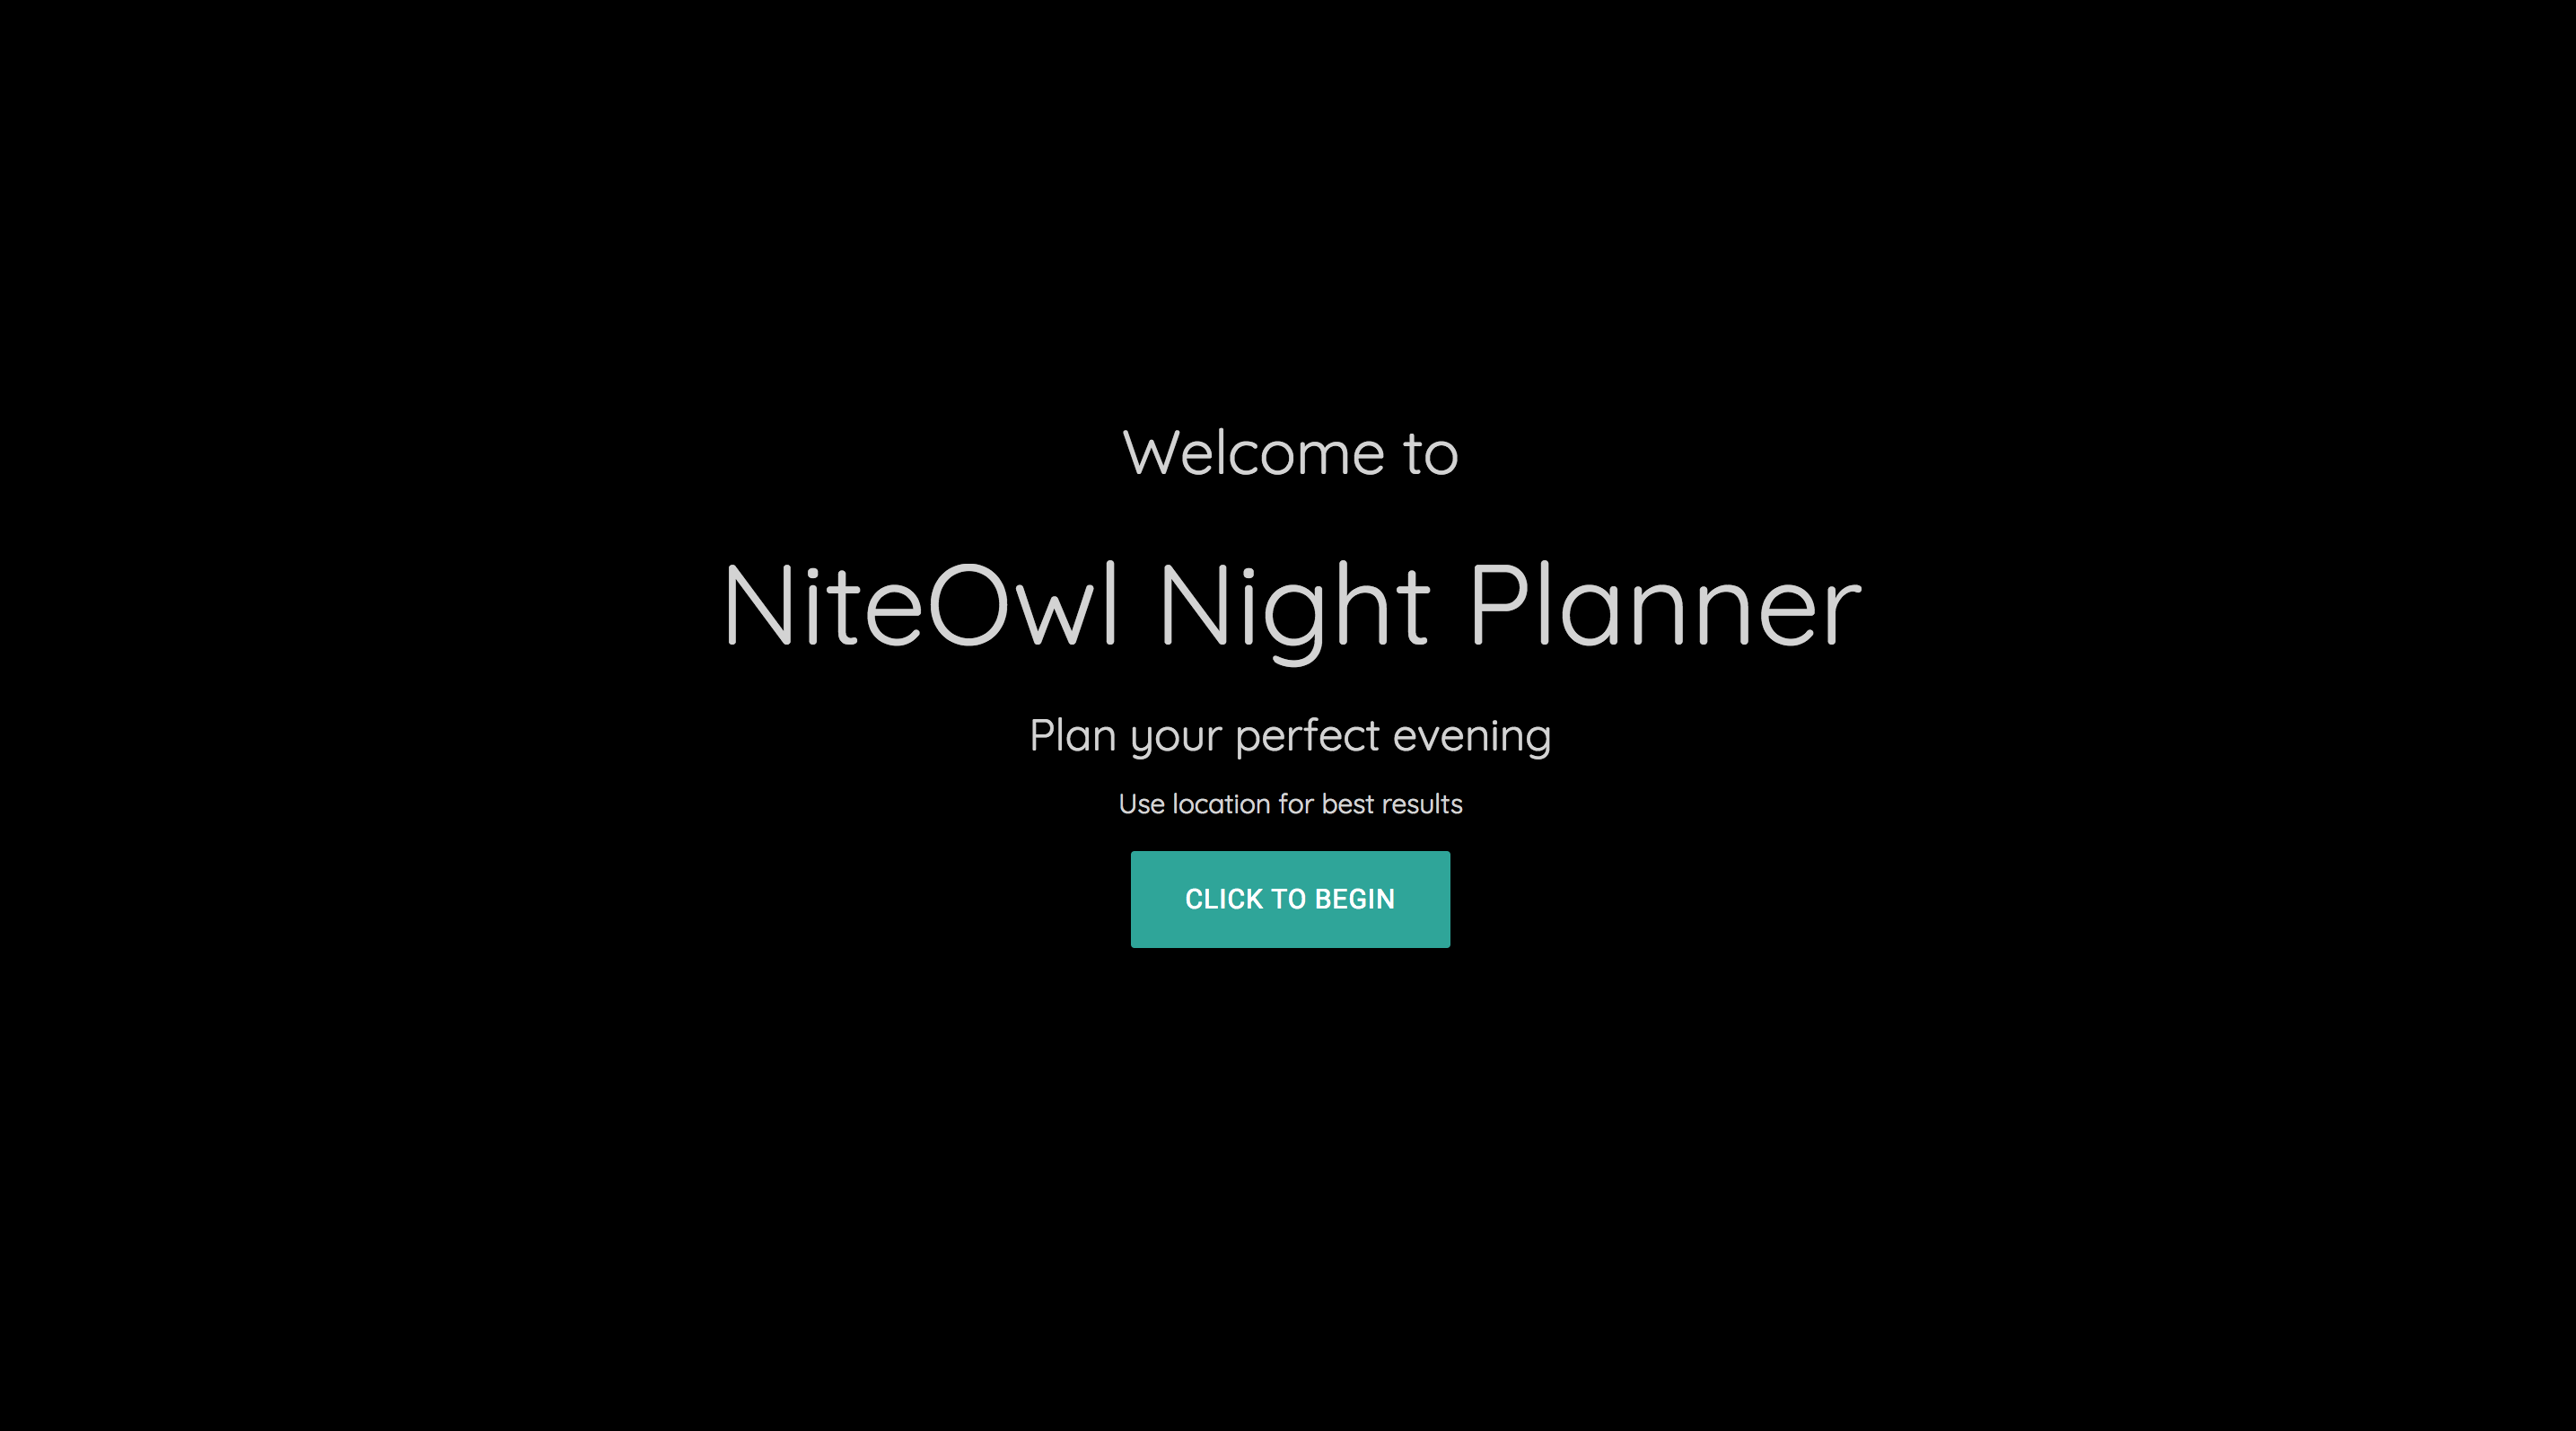 Welcome to
NiteOwl Night Planner
Plan your perfect evening
Use location for best results
CLICK TO BEGIN